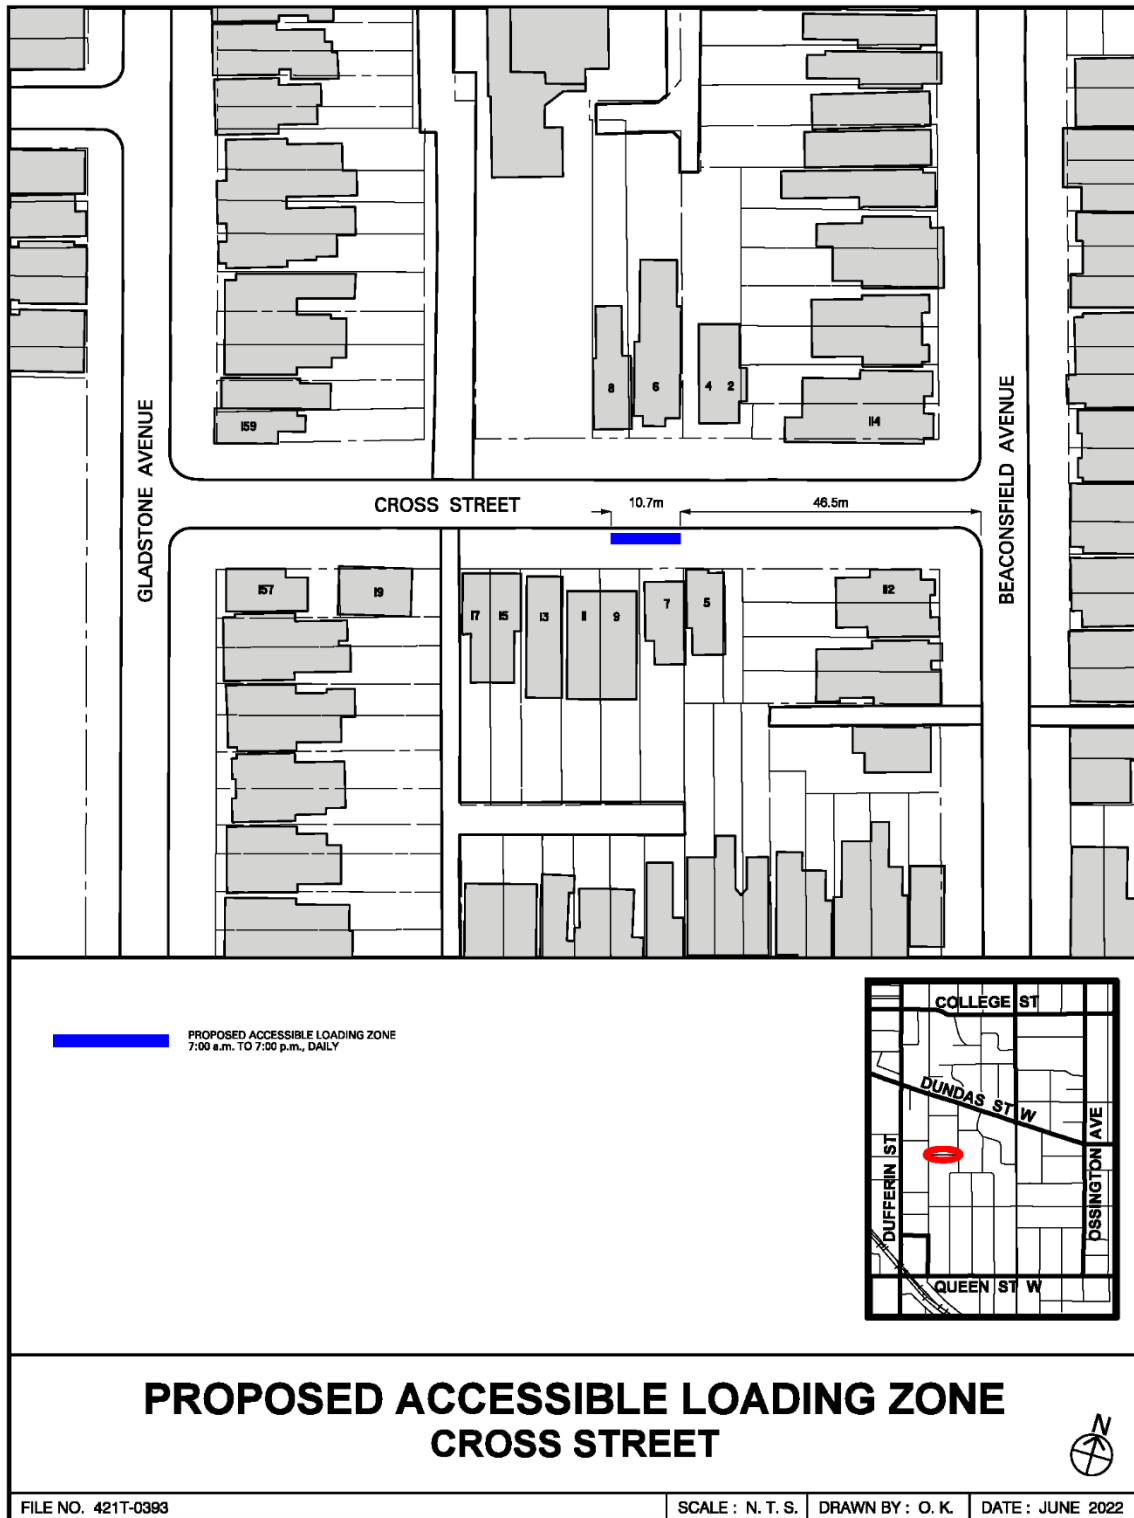 8
6
4 2
159
114
GLADSTONE AVENUE
BEACONSFIELD AVENUE
CROSS STREET
10.7m
46.5m
157
19
17 15
13
11 9
7
5
112
PROPOSED ACCESSIBLE LOADING ZONE
7:00 a.m. TO 7:00 p.m., DAILY
COLLEGE ST
DUNDAS ST W
DUFFERIN ST
OSSINGTON AVE
QUEEN ST W
PROPOSED ACCESSIBLE LOADING ZONE
CROSS STREET
N
FILE NO. 421T-0393
SCALE : N. T. S.
DRAWN BY : O. K.
DATE : JUNE 2022